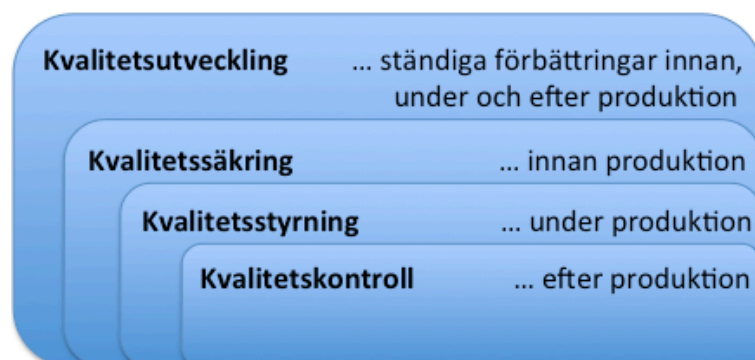 Kvalitetsutveckling ... ständiga förbättringar innan,
under och efter produktion
Kvalitetssäkring ... innan produktion
Kvalitetsstyrning ... under produktion
Kvalitetskontroll ... efter produktion